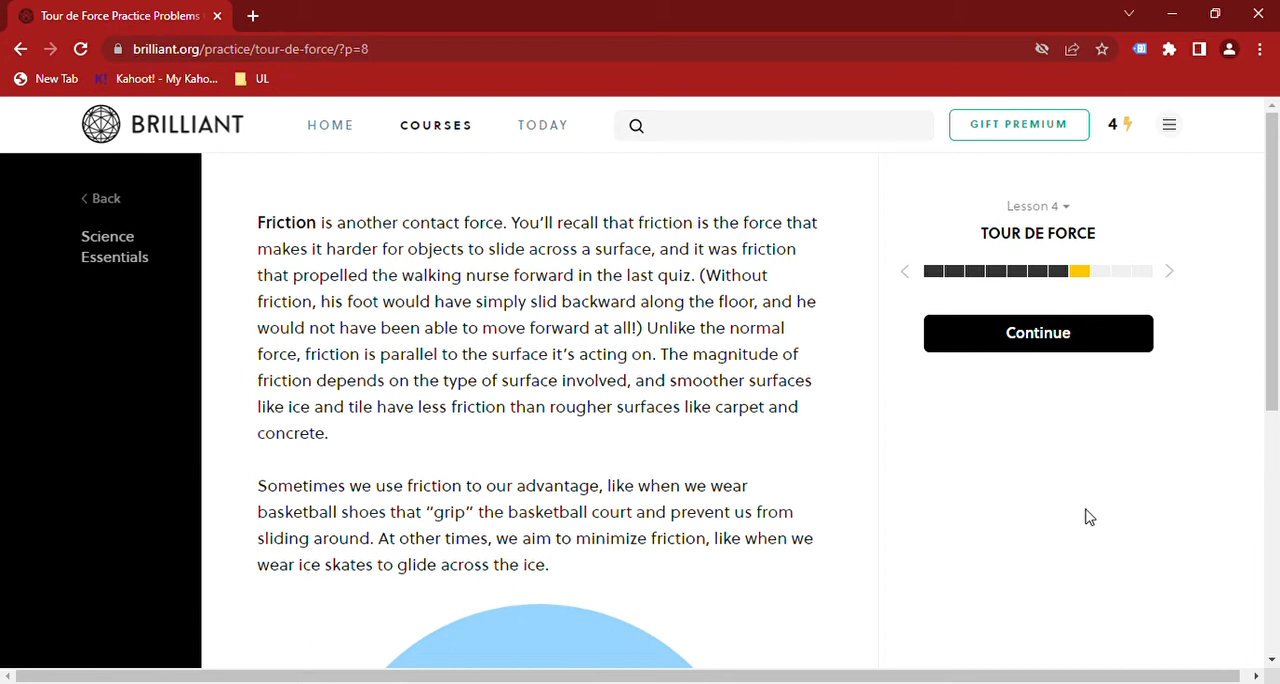 Tour de Force Practice Problems
brilliant.org/practice/tour-de-force/?p=8
New Tab
K! Kahoot! - My Kaho...
UL
BRILLIANT
HOME
COURSES
TODAY
GIFT PREMIUM
4
Back
Science
Essentials
Friction is another contact force. You’ll recall that friction is the force that
makes it harder for objects to slide across a surface, and it was friction
that propelled the walking nurse forward in the last quiz. (Without
friction, his foot would have simply slid backward along the floor, and he
would not have been able to move forward at all!) Unlike the normal
force, friction is parallel to the surface it’s acting on. The magnitude of
friction depends on the type of surface involved, and smoother surfaces
like ice and tile have less friction than rougher surfaces like carpet and
concrete.
Sometimes we use friction to our advantage, like when we wear
basketball shoes that “grip” the basketball court and prevent us from
sliding around. At other times, we aim to minimize friction, like when we
wear ice skates to glide across the ice.
Lesson 4
TOUR DE FORCE
Continue